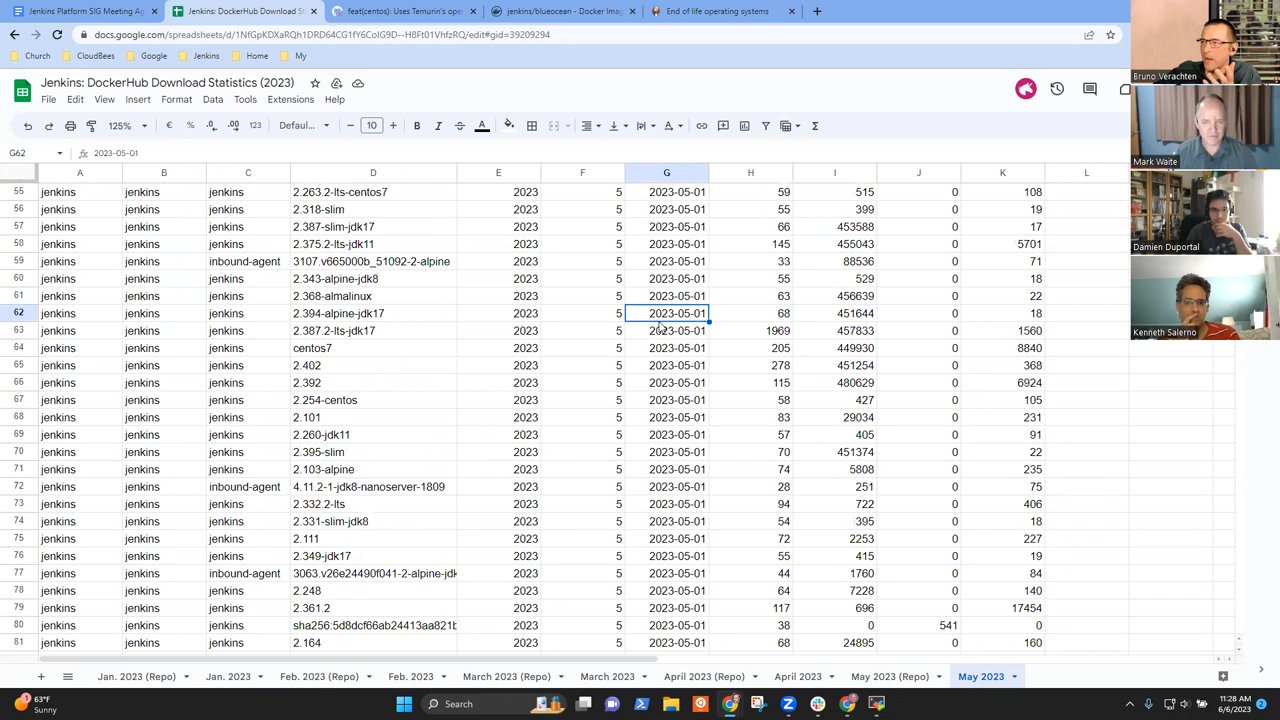 Jenkins Platform SIG Meeting Ag
Jenkins: DockerHub Download S
feat(centos): Uses Temurin's ope
jenkins/blueocean - Docker Imag
End of life operating systems
docs.google.com/spreadsheets/d/1NfGpKDXaRQh1DRD64CG1fY6CoIG9D--H8Ft01VhfzRQ/edit#gid=39209294
Church
CloudBees
Google
Jenkins
Home
My
Jenkins: DockerHub Download Statistics (2023)
File Edit View Insert Format Data Tools Extensions Help
125% € % .0 .00 123 Defaul... 10
G62 2023-05-01
A B C D E F G H I J K L
55 jenkins jenkins jenkins 2.263.2-lts-centos7 2023 5 2023-05-01 59 515 0 108
56 jenkins jenkins jenkins 2.318-slim 2023 5 2023-05-01 55 399 0 19
57 jenkins jenkins jenkins 2.387-slim-jdk17 2023 5 2023-05-01 66 453588 0 17
58 jenkins jenkins jenkins 2.375.2-lts-jdk11 2023 5 2023-05-01 145 455043 0 5701
59 jenkins jenkins inbound-agent 3107.v665000b_51092-2-alpine 2023 5 2023-05-01 33 88536 0 71
60 jenkins jenkins jenkins 2.343-alpine-jdk8 2023 5 2023-05-01 55 529 0 18
61 jenkins jenkins jenkins 2.368-almalinux 2023 5 2023-05-01 63 456639 0 22
62 jenkins jenkins jenkins 2.394-alpine-jdk17 2023 5 2023-05-01 68 451644 0 18
63 jenkins jenkins jenkins 2.387.2-lts-jdk17 2023 5 2023-05-01 1969 457833 0 1560
64 jenkins jenkins jenkins centos7 2023 5 2023-05-01 205 449930 0 8840
65 jenkins jenkins jenkins 2.402 2023 5 2023-05-01 278 451254 0 368
66 jenkins jenkins jenkins 2.392 2023 5 2023-05-01 115 480629 0 6924
67 jenkins jenkins jenkins 2.254-centos 2023 5 2023-05-01 58 427 0 105
68 jenkins jenkins jenkins 2.101 2023 5 2023-05-01 83 29034 0 231
69 jenkins jenkins jenkins 2.260-jdk11 2023 5 2023-05-01 57 405 0 91
70 jenkins jenkins jenkins 2.395-slim 2023 5 2023-05-01 70 451374 0 22
71 jenkins jenkins jenkins 2.103-alpine 2023 5 2023-05-01 74 5808 0 235
72 jenkins jenkins inbound-agent 4.11.2-1-jdk8-nanoserver-1809 2023 5 2023-05-01 28 251 0 75
73 jenkins jenkins jenkins 2.332.2-lts 2023 5 2023-05-01 94 722 0 406
74 jenkins jenkins jenkins 2.331-slim-jdk8 2023 5 2023-05-01 54 395 0 18
75 jenkins jenkins jenkins 2.111 2023 5 2023-05-01 72 2253 0 227
76 jenkins jenkins jenkins 2.349-jdk17 2023 5 2023-05-01 55 415 0 19
77 jenkins jenkins inbound-agent 3063.v26e24490f041-2-alpine-jdk 2023 5 2023-05-01 44 1760 0 84
78 jenkins jenkins jenkins 2.248 2023 5 2023-05-01 64 7228 0 140
79 jenkins jenkins jenkins 2.361.2 2023 5 2023-05-01 117 696 0 17454
80 jenkins jenkins jenkins sha256:5d8dcf66ab24413aa821b 2023 5 2023-05-01 38 0 541 0
81 jenkins jenkins jenkins 2.164 2023 5 2023-05-01 68 24895 0 160
Jan. 2023 (Repo) Jan. 2023 Feb. 2023 (Repo) Feb. 2023 March 2023 (Repo) March 2023 April 2023 (Repo) April 2023 May 2023 (Repo) May 2023
Bruno Verachten
Mark Waite
Damien Duportal
Kenneth Salerno
63°F
Sunny
Search
11:28 AM
6/6/2023
2